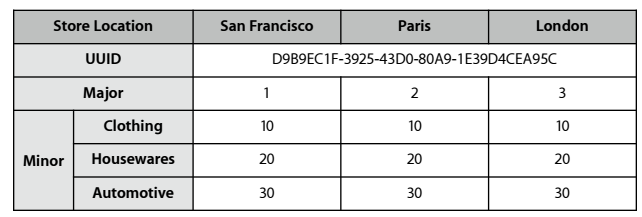 Store Location San Francisco Paris London
UUID D9B9EC1F-3925-43D0-80A9-1E39D4CEA95C
Major 1 2 3
Minor Clothing 10 10 10
Housewares 20 20 20
Automotive 30 30 30